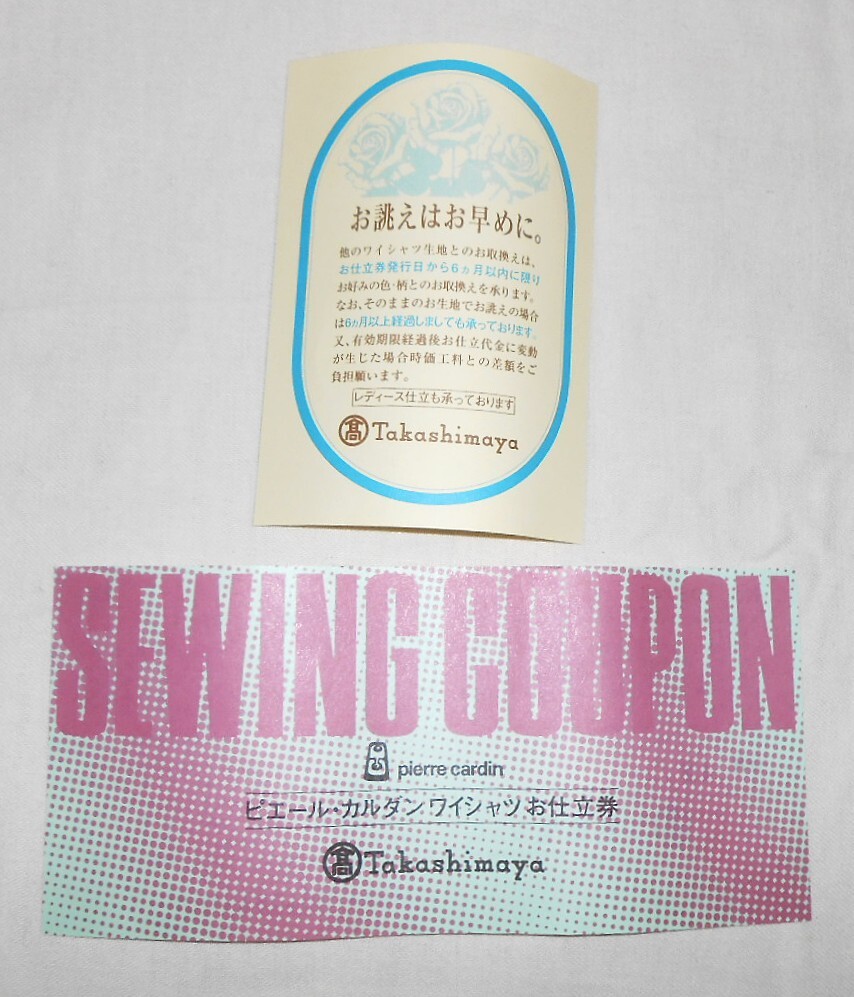 お誂えはお早めに。
他のワイシャツ生地とのお取換えは、
お仕立券発行日から6ヵ月以内に限り
お好みの色・柄とのお取換えを承ります。
なお、そのままのお生地でお誂えの場合
は6ヵ月以上経過しましても承っております。
又、有効期限経過後お仕立代金に変動
が生じた場合時価工料との差額をご
負担願います。
レディース仕立も承っております
髙 Takashimaya
SEWING COUPON
pierre cardin
ピエール・カルダン ワイシャツ お仕立券
髙 Takashimaya